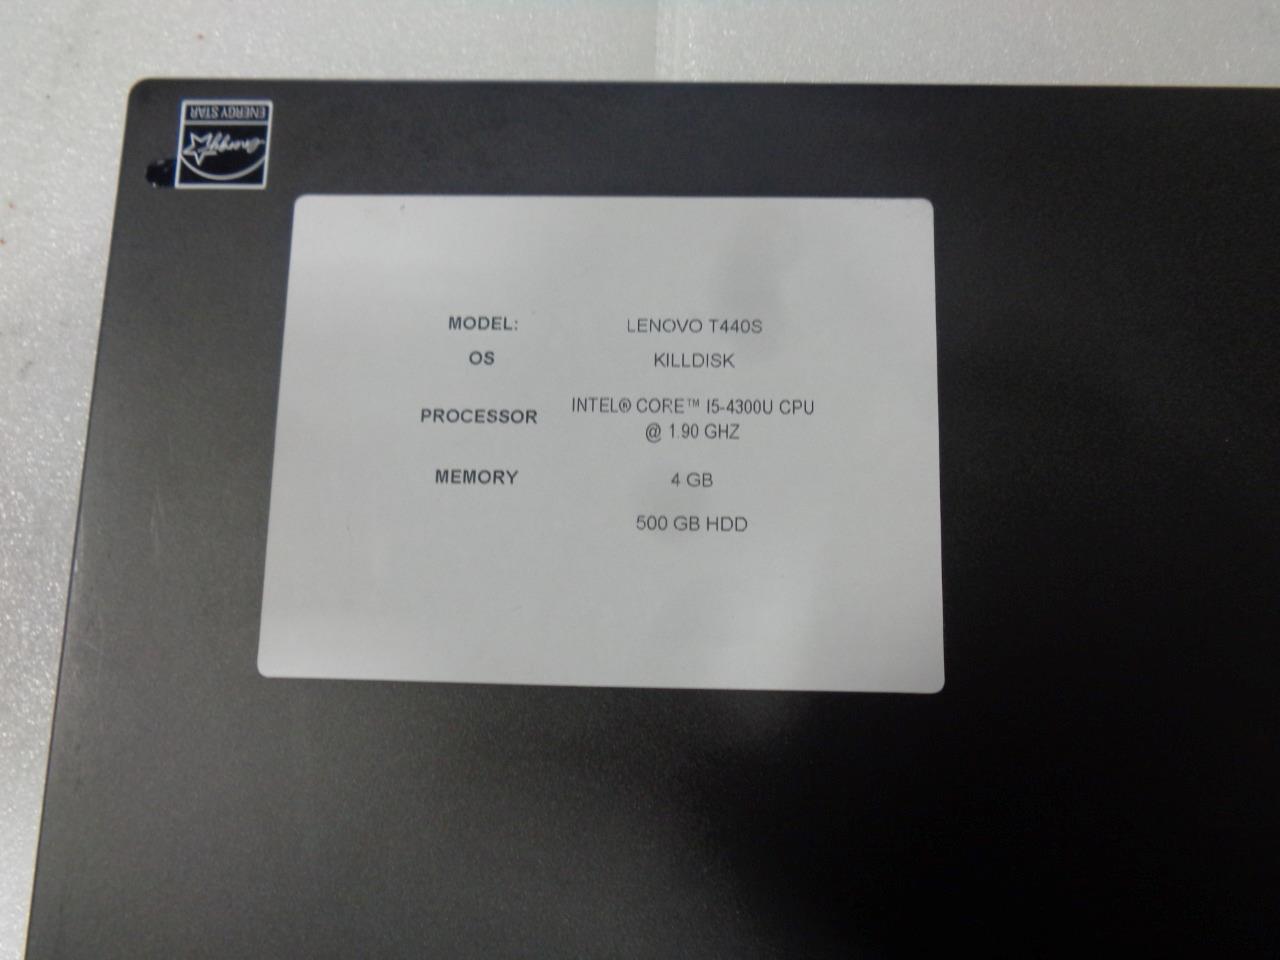 ENERGY STAR
energy
MODEL: LENOVO T440S
OS KILLDISK
PROCESSOR INTEL® CORE™ I5-4300U CPU
@ 1.90 GHZ
MEMORY 4 GB
500 GB HDD